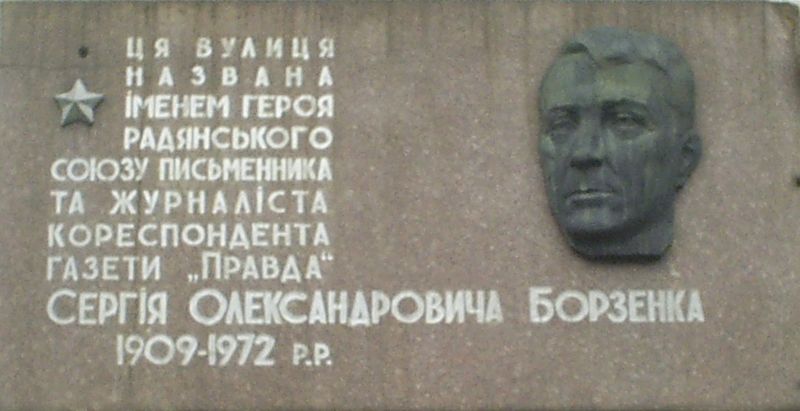 ЦЯ ВУЛИЦЯ
НАЗВАНА
ІМЕНЕМ ГЕРОЯ
РАДЯНСЬКОГО
СОЮЗУ ПИСЬМЕННИКА
ТА ЖУРНАЛІСТА
КОРЕСПОНДЕНТА
ГАЗЕТИ „ПРАВДА“
СЕРГІЯ ОЛЕКСАНДРОВИЧА БОРЗЕНКА
1909-1972 Р.Р.